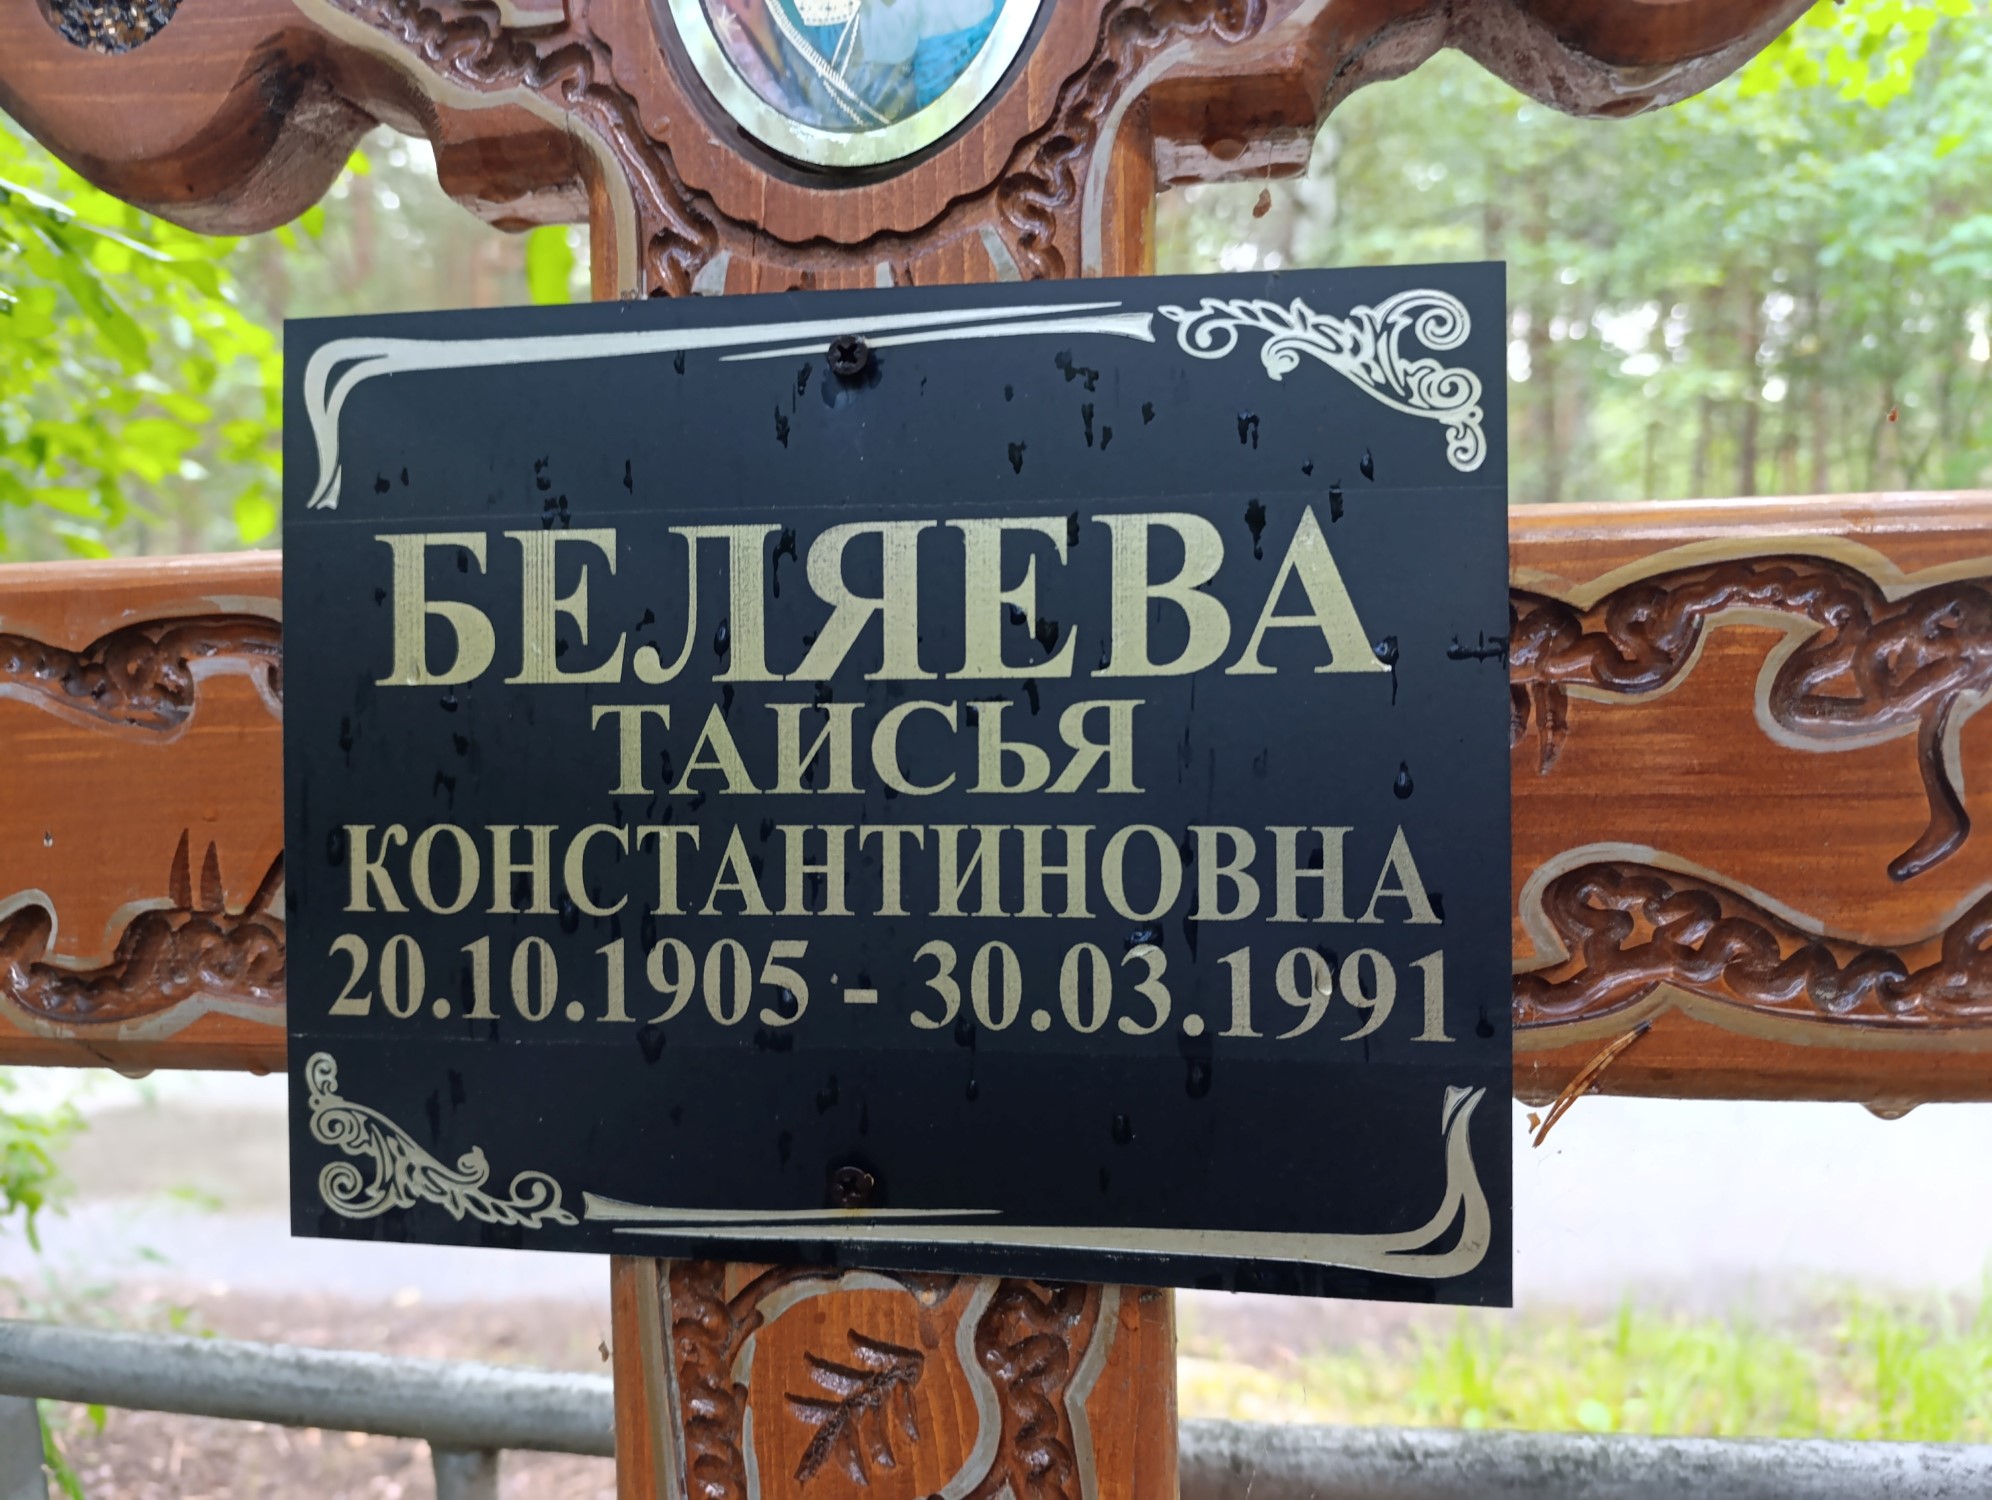 БЕЛЯЕВА
ТАИСЬЯ
КОНСТАНТИНОВНА
20.10.1905 - 30.03.1991